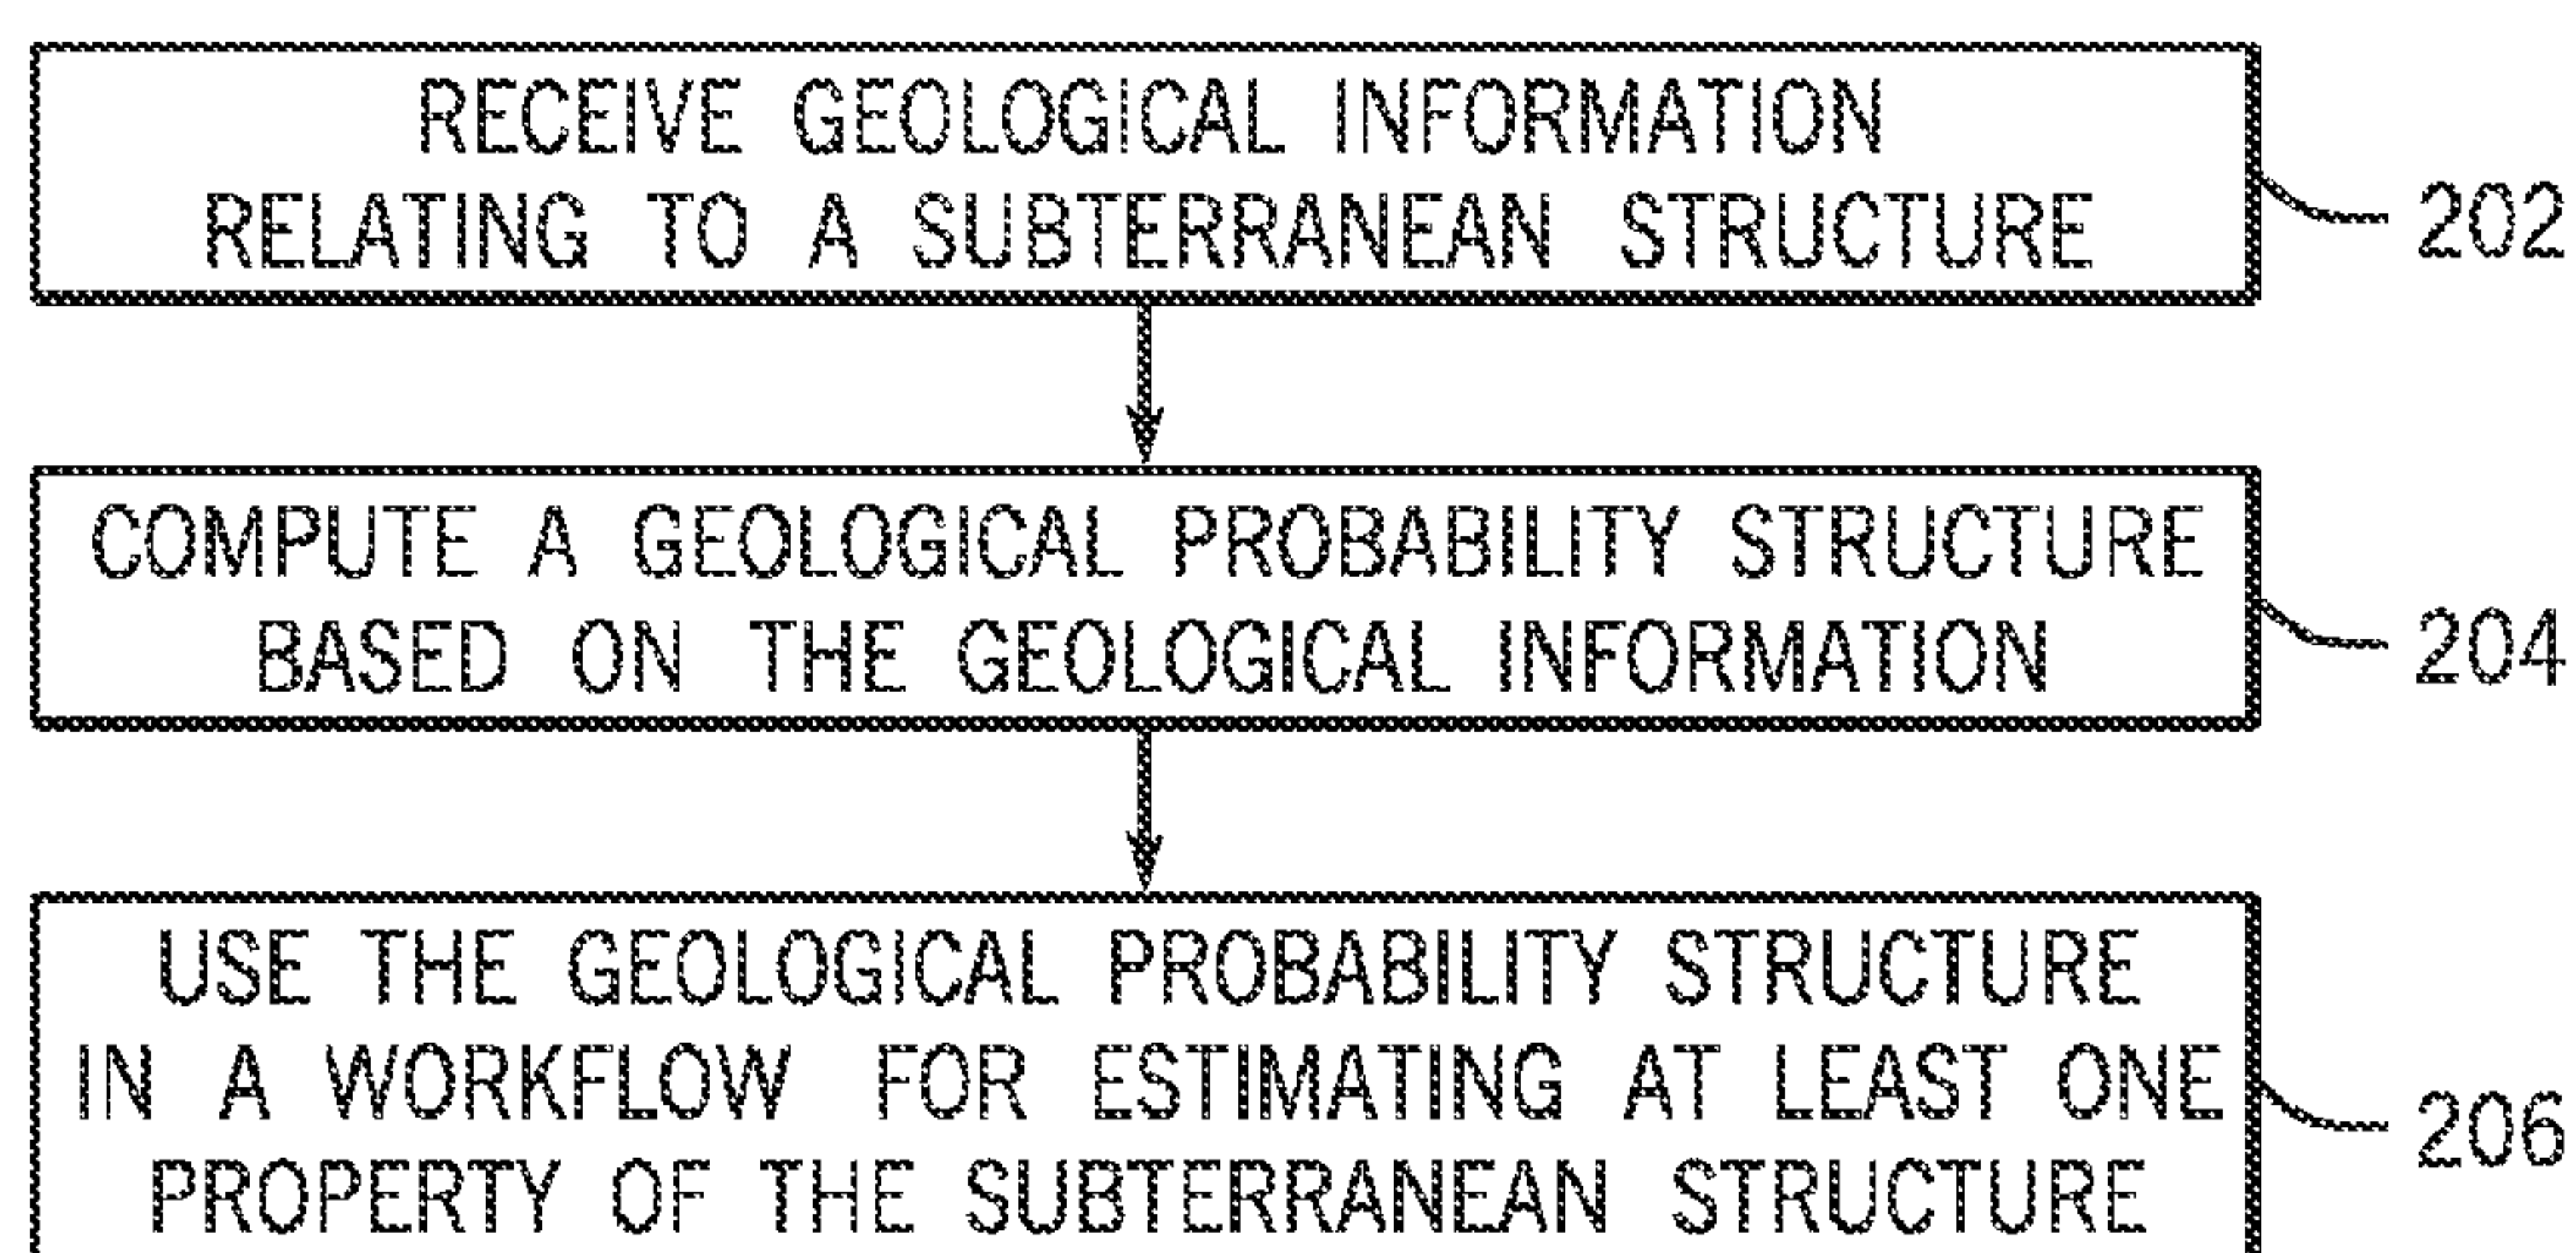 RECEIVE GEOLOGICAL INFORMATION
RELATING TO A SUBTERRANEAN STRUCTURE
202
COMPUTE A GEOLOGICAL PROBABILITY STRUCTURE
BASED ON THE GEOLOGICAL INFORMATION
204
USE THE GEOLOGICAL PROBABILITY STRUCTURE
IN A WORKFLOW FOR ESTIMATING AT LEAST ONE
PROPERTY OF THE SUBTERRANEAN STRUCTURE
206